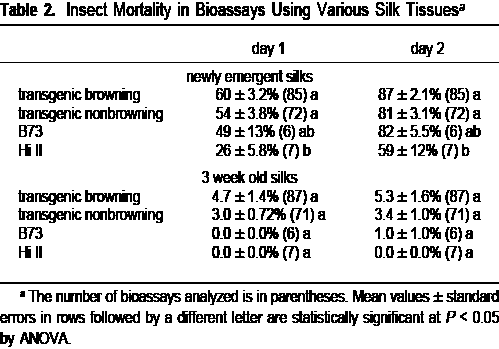 Table 2. Insect Mortality in Bioassays Using Various Silk Tissuesa
day 1 day 2
newly emergent silks
transgenic browning 60 ± 3.2% (85) a 87 ± 2.1% (85) a
transgenic nonbrowning 54 ± 3.8% (72) a 81 ± 3.1% (72) a
B73 49 ± 13% (6) ab 82 ± 5.5% (6) ab
Hi II 26 ± 5.8% (7) b 59 ± 12% (7) b
3 week old silks
transgenic browning 4.7 ± 1.4% (87) a 5.3 ± 1.6% (87) a
transgenic nonbrowning 3.0 ± 0.72% (71) a 3.4 ± 1.0% (71) a
B73 0.0 ± 0.0% (6) a 1.0 ± 1.0% (6) a
Hi II 0.0 ± 0.0% (7) a 0.0 ± 0.0% (7) a
a The number of bioassays analyzed is in parentheses. Mean values ± standard
errors in rows followed by a different letter are statistically significant at P < 0.05
by ANOVA.